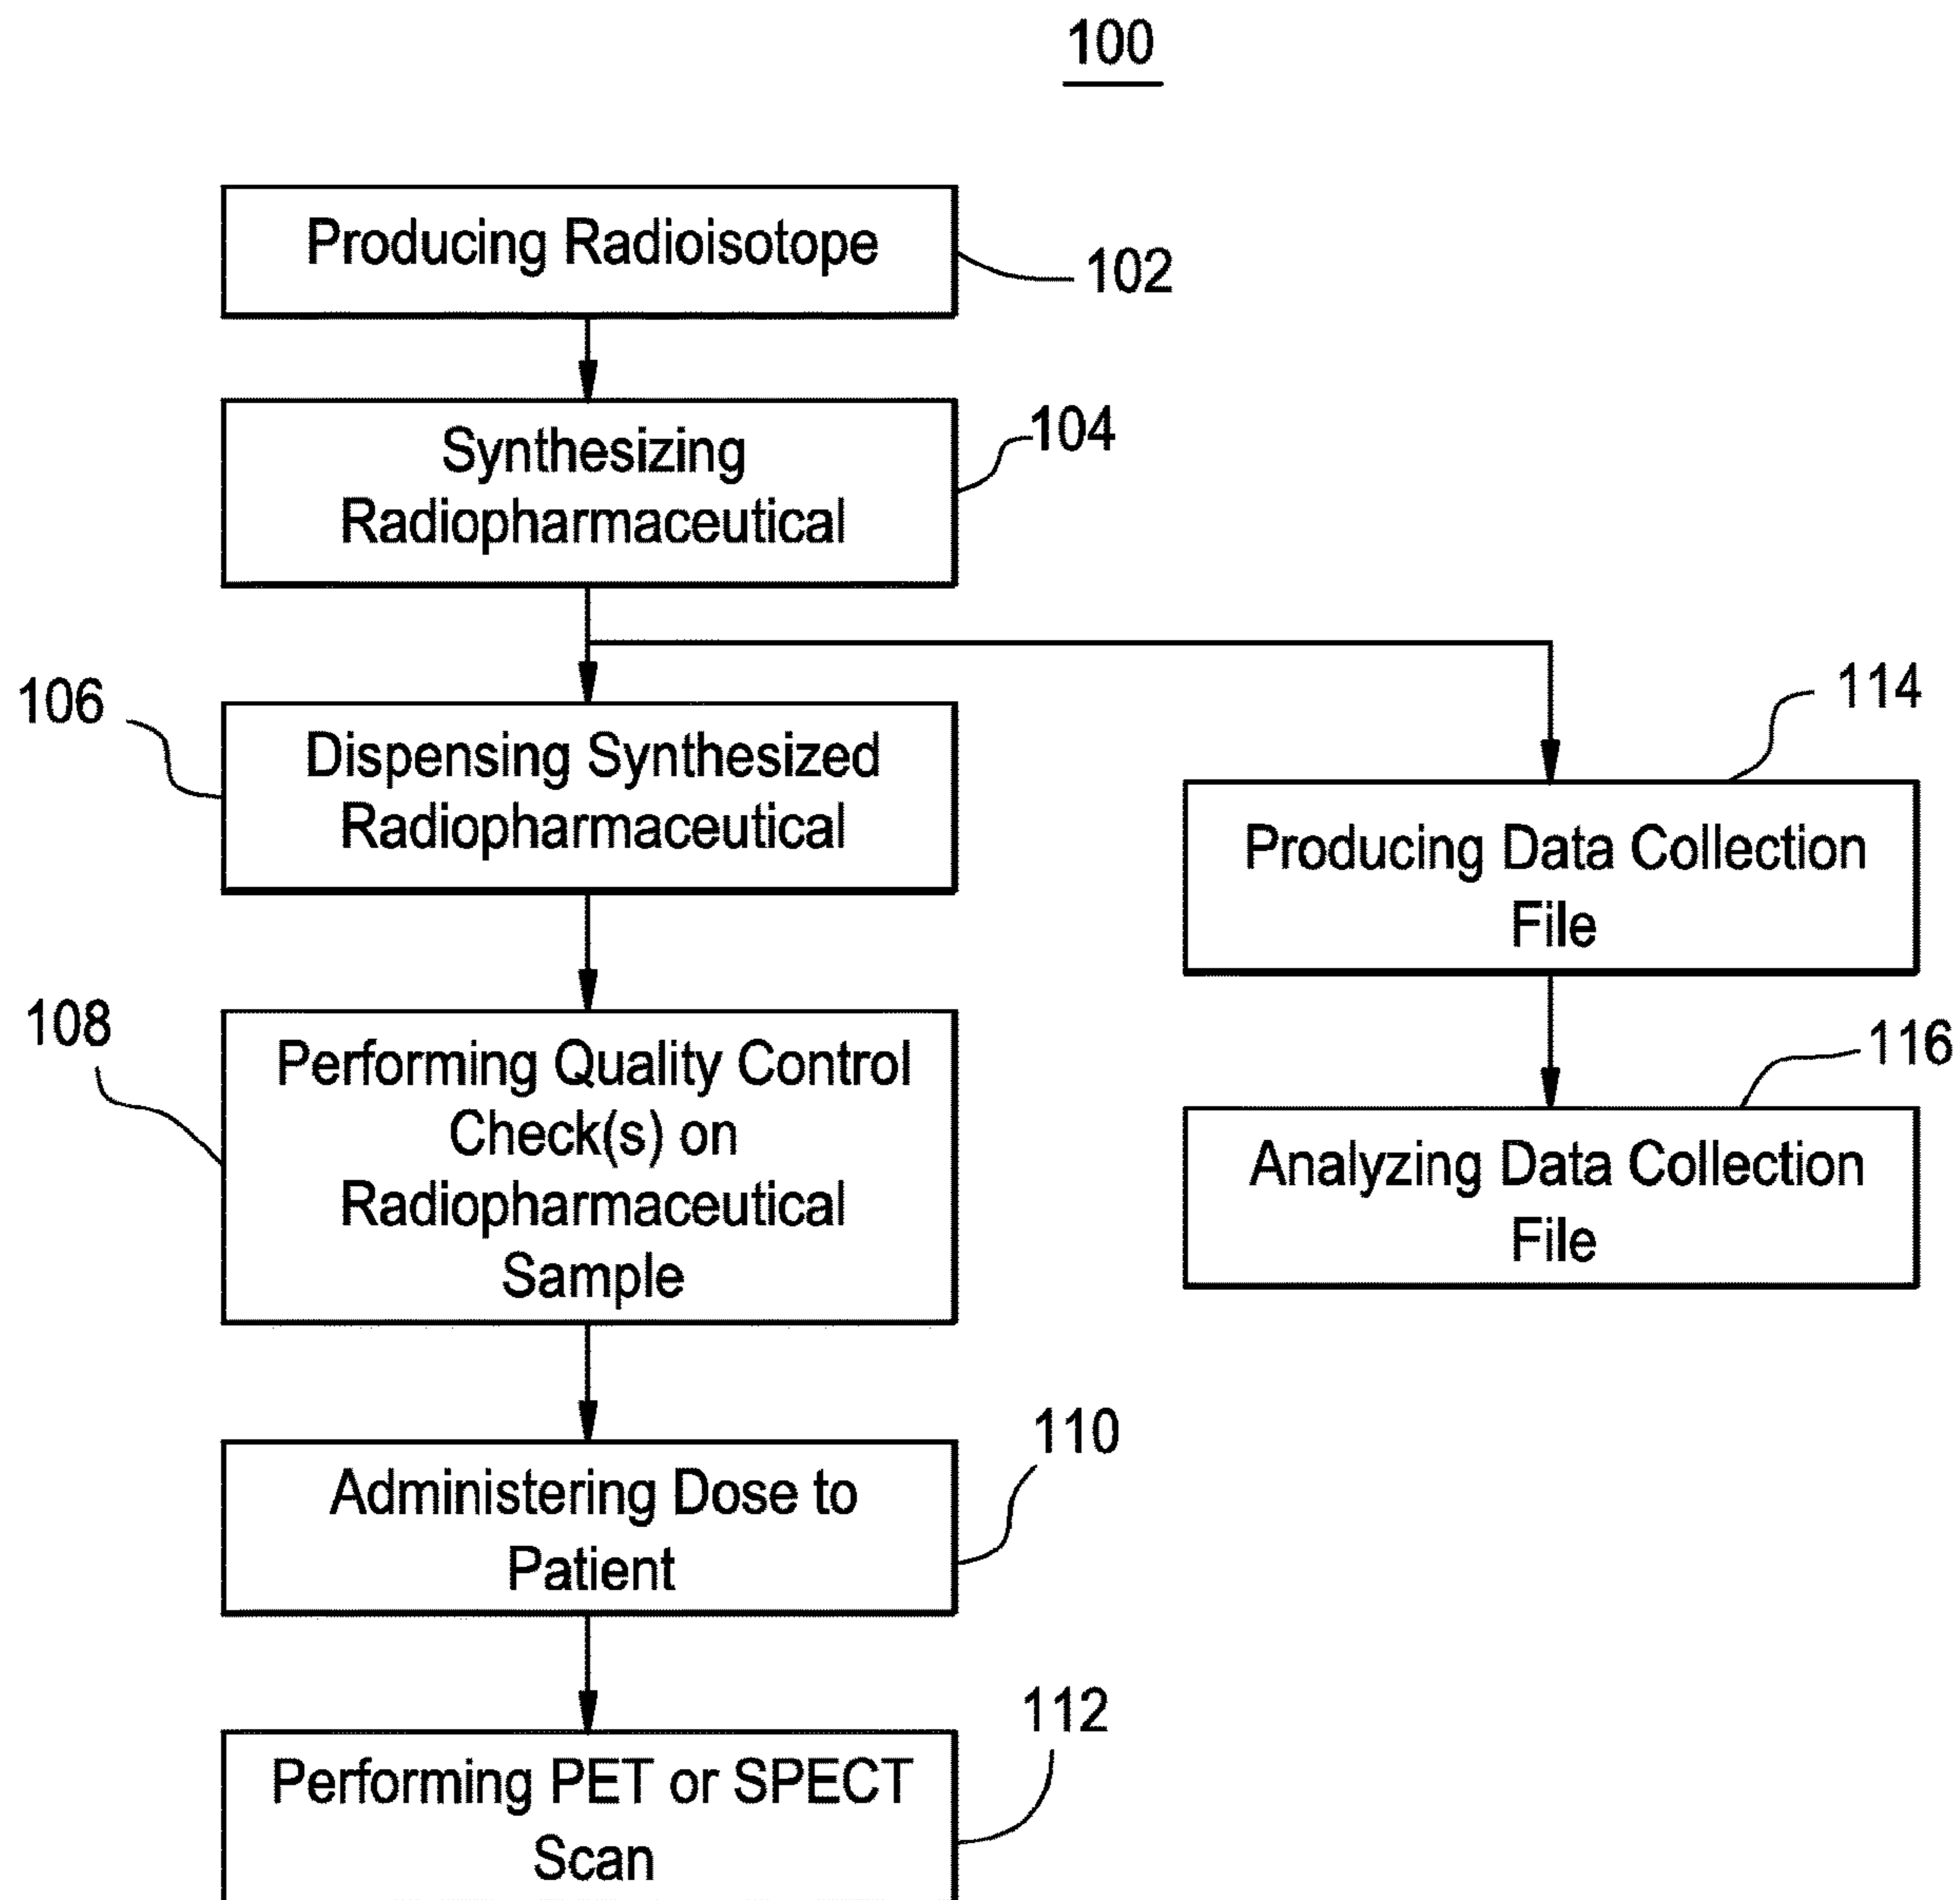 100
Producing Radioisotope
102
Synthesizing
Radiopharmaceutical
104
106
Dispensing Synthesized
Radiopharmaceutical
114
Producing Data Collection
File
108
Performing Quality Control
Check(s) on
Radiopharmaceutical
Sample
116
Analyzing Data Collection
File
110
Administering Dose to
Patient
112
Performing PET or SPECT
Scan